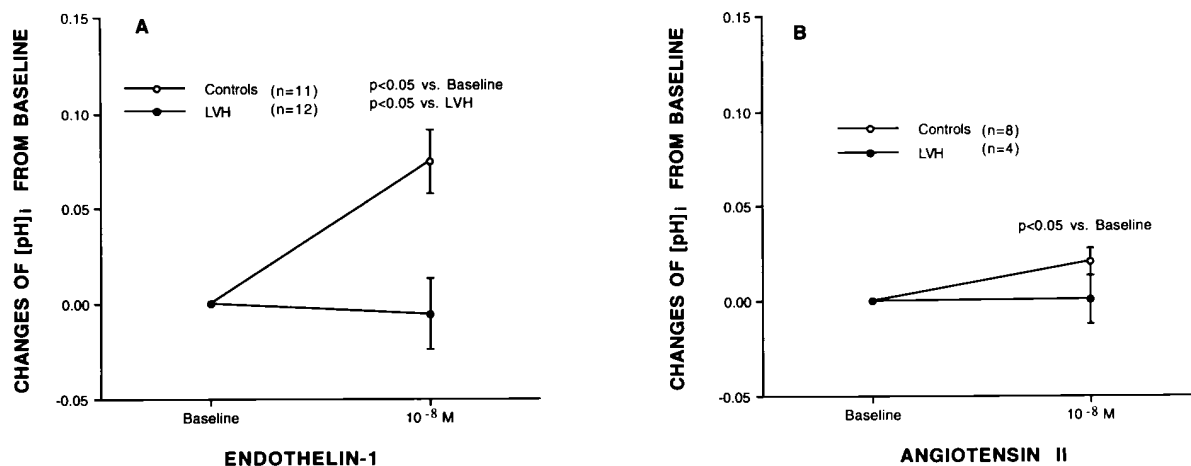 A
CHANGES OF [pH]i FROM BASELINE
0.15
0.10
0.05
0.00
-0.05
Controls (n=11)
LVH (n=12)
p<0.05 vs. Baseline
p<0.05 vs. LVH
Baseline
10-8 M
ENDOTHELIN-1
B
CHANGES OF [pH]i FROM BASELINE
0.15
0.10
0.05
0.00
-0.05
Controls (n=8)
LVH (n=4)
p<0.05 vs. Baseline
Baseline
10-8 M
ANGIOTENSIN II